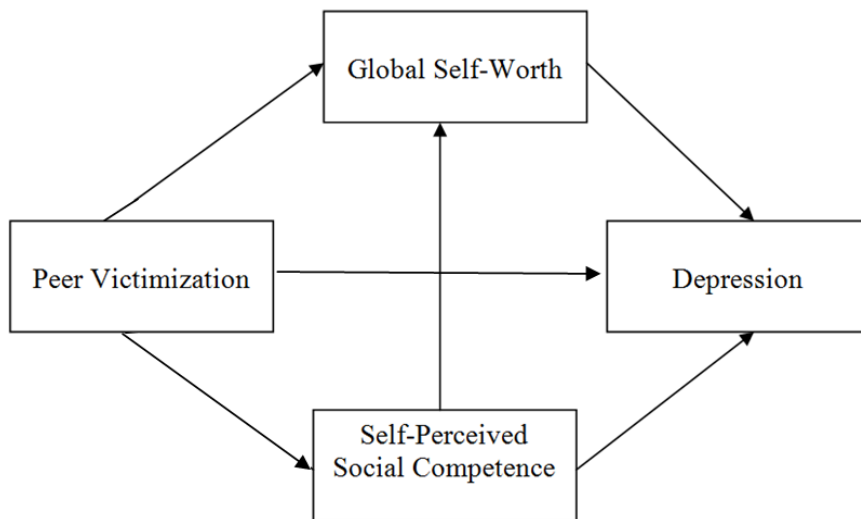 Global Self-Worth
Peer Victimization
Depression
Self-Perceived
Social Competence